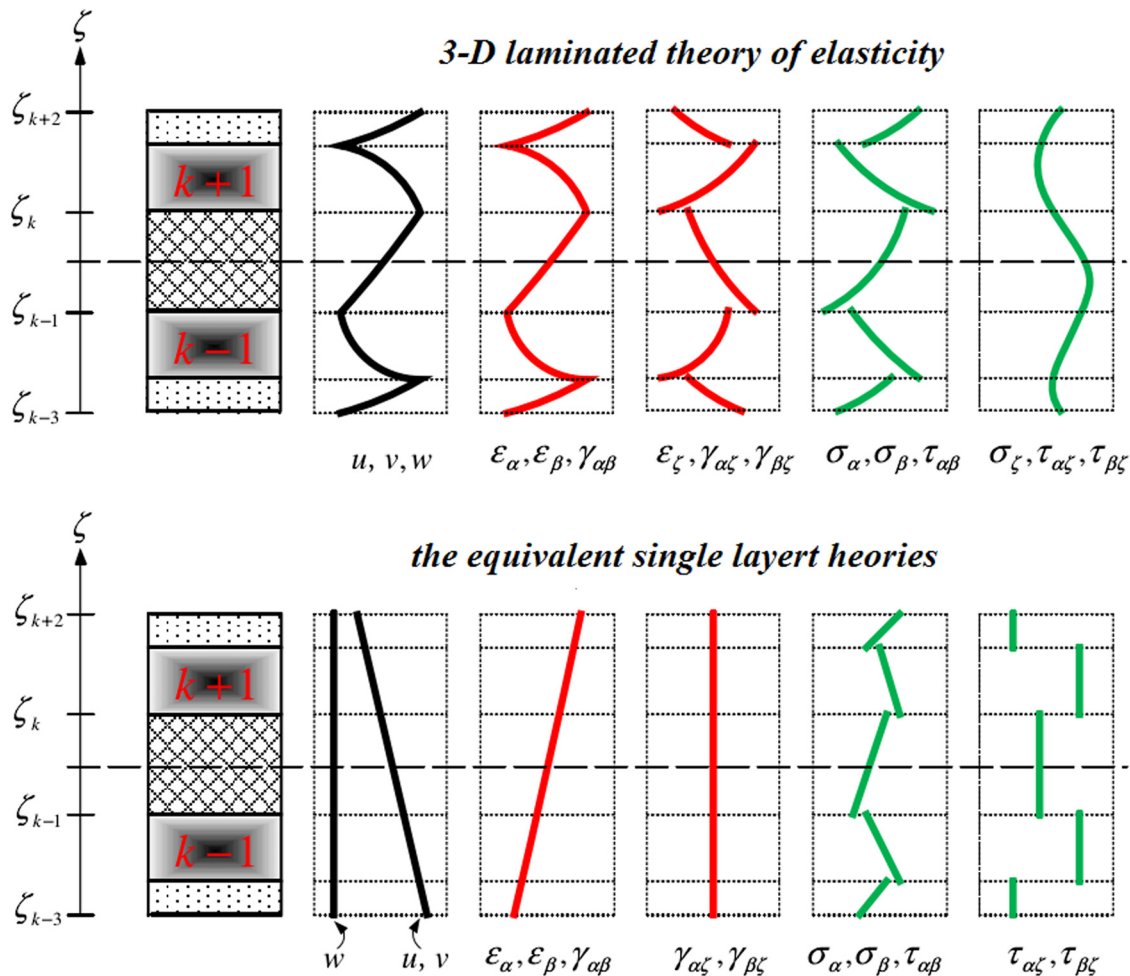 ζ
3-D laminated theory of elasticity
ζk+2
k+1
ζk
ζk−1
k−1
ζk−3
u, v, w
εα, εβ, γαβ
εζ, γαζ, γβζ
σα, σβ, ταβ
σζ, ταζ, τβζ
ζ
the equivalent single layert heories
ζk+2
k+1
ζk
ζk−1
k−1
ζk−3
w
u, v
εα, εβ, γαβ
γαζ, γβζ
σα, σβ, ταβ
ταζ, τβζ